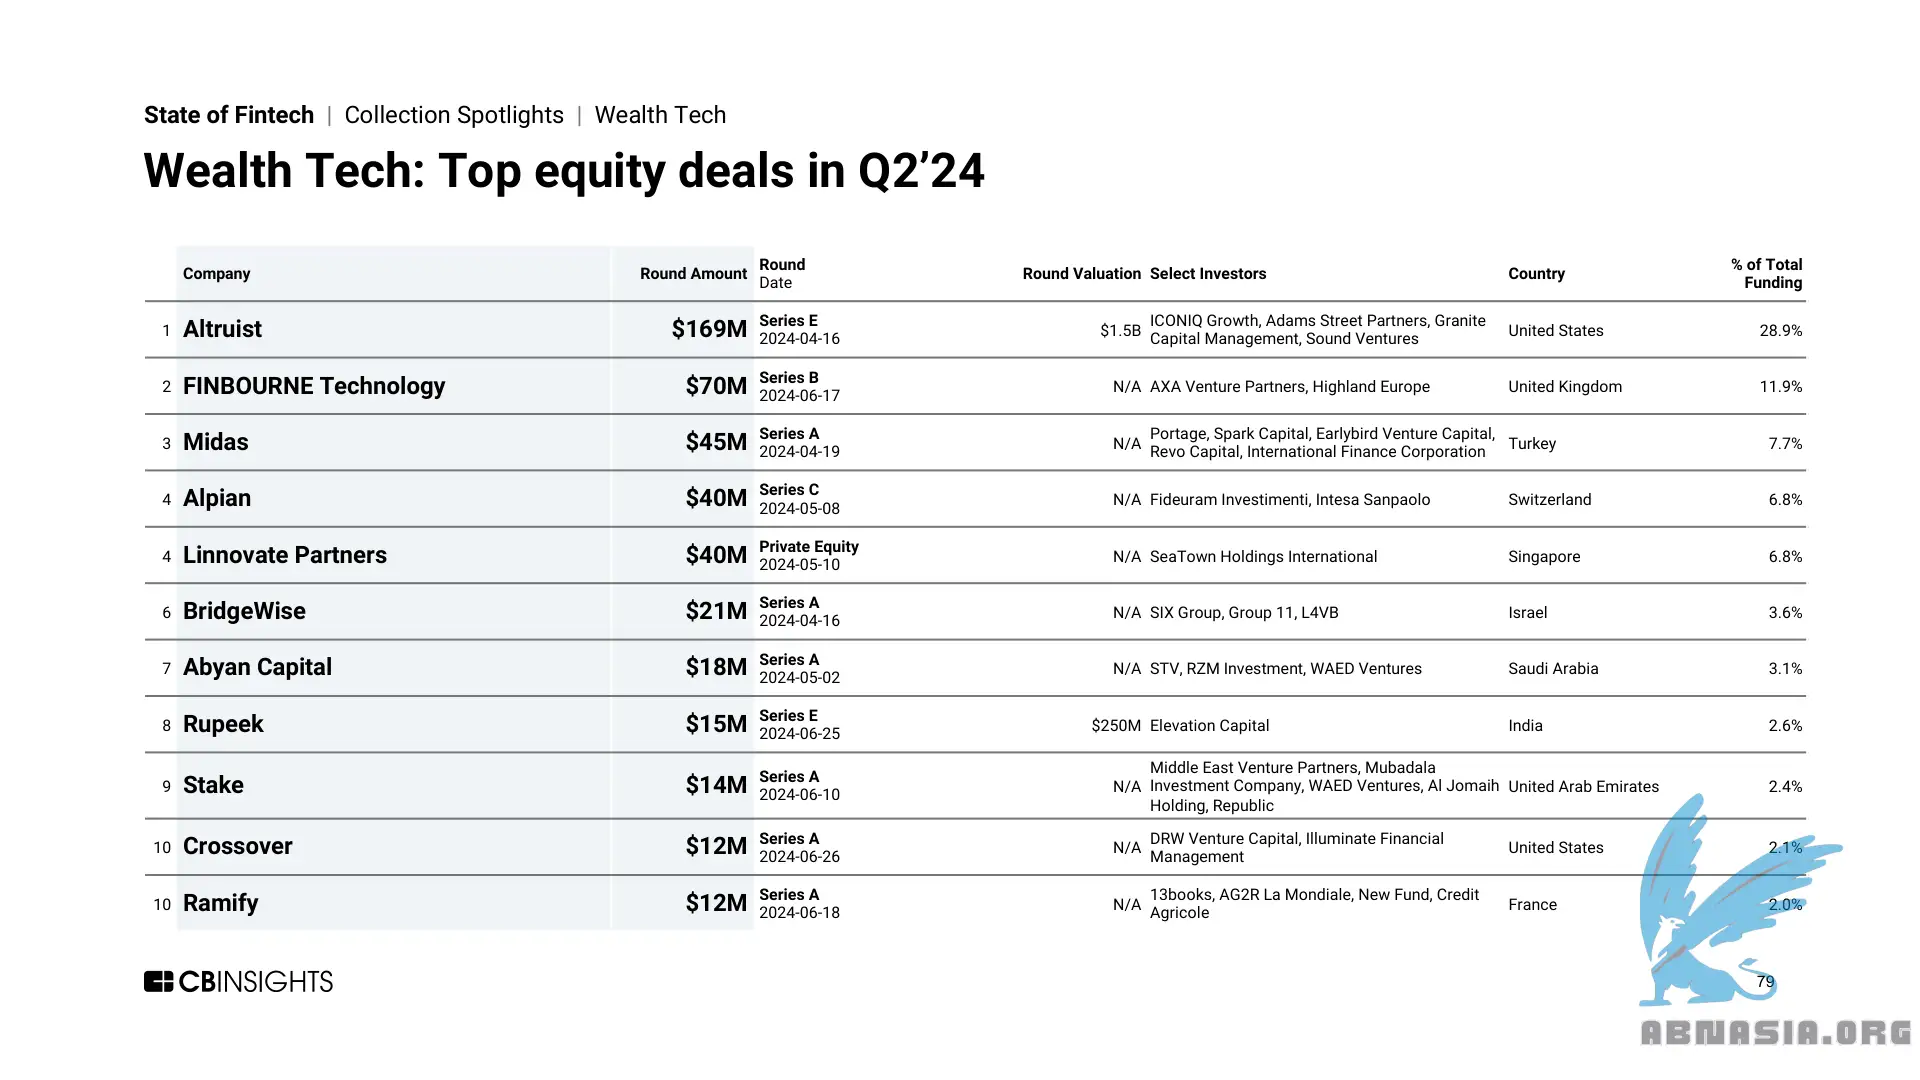 State of Fintech | Collection Spotlights | Wealth Tech
Wealth Tech: Top equity deals in Q2’24
Company
Round Amount
Round
Date
Round Valuation
Select Investors
Country
% of Total
Funding
1
Altruist
$169M
Series E
2024-04-16
$1.5B
ICONIQ Growth, Adams Street Partners, Granite
Capital Management, Sound Ventures
United States
28.9%
2
FINBOURNE Technology
$70M
Series B
2024-06-17
N/A
AXA Venture Partners, Highland Europe
United Kingdom
11.9%
3
Midas
$45M
Series A
2024-04-19
N/A
Portage, Spark Capital, Earlybird Venture Capital,
Revo Capital, International Finance Corporation
Turkey
7.7%
4
Alpian
$40M
Series C
2024-05-08
N/A
Fideuram Investimenti, Intesa Sanpaolo
Switzerland
6.8%
4
Linnovate Partners
$40M
Private Equity
2024-05-10
N/A
SeaTown Holdings International
Singapore
6.8%
6
BridgeWise
$21M
Series A
2024-04-16
N/A
SIX Group, Group 11, L4VB
Israel
3.6%
7
Abyan Capital
$18M
Series A
2024-05-02
N/A
STV, RZM Investment, WAED Ventures
Saudi Arabia
3.1%
8
Rupeek
$15M
Series E
2024-06-25
$250M
Elevation Capital
India
2.6%
9
Stake
$14M
Series A
2024-06-10
N/A
Middle East Venture Partners, Mubadala
Investment Company, WAED Ventures, Al Jomaih
Holding, Republic
United Arab Emirates
2.4%
10
Crossover
$12M
Series A
2024-06-26
N/A
DRW Venture Capital, Illuminate Financial
Management
United States
2.1%
10
Ramify
$12M
Series A
2024-06-18
N/A
13books, AG2R La Mondiale, New Fund, Credit
Agricole
France
2.0%
CBINSIGHTS
79
ABNASIA.ORG